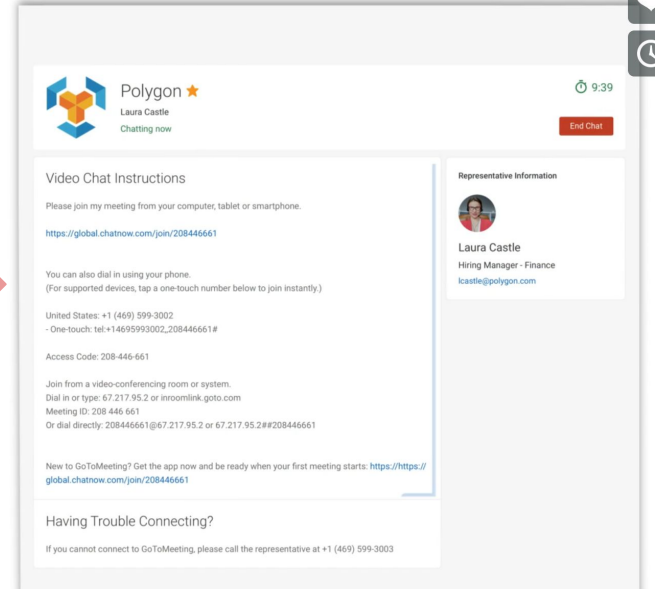 Polygon
Laura Castle
Chatting now
9:39
End Chat
Video Chat Instructions
Please join my meeting from your computer, tablet or smartphone.
https://global.chatnow.com/join/208446661
You can also dial in using your phone.
(For supported devices, tap a one-touch number below to join instantly.)
United States: +1 (469) 599-3002
- One-touch: tel:+14695993002,,208446661#
Access Code: 208-446-661
Join from a video-conferencing room or system.
Dial in or type: 67.217.95.2 or inroomlink.goto.com
Meeting ID: 208 446 661
Or dial directly: 208446661@67.217.95.2 or 67.217.95.2##208446661
New to GoToMeeting? Get the app now and be ready when your first meeting starts: https://https://
global.chatnow.com/join/208446661
Having Trouble Connecting?
If you cannot connect to GoToMeeting, please call the representative at +1 (469) 599-3003
Representative Information
Laura Castle
Hiring Manager - Finance
lcastle@polygon.com